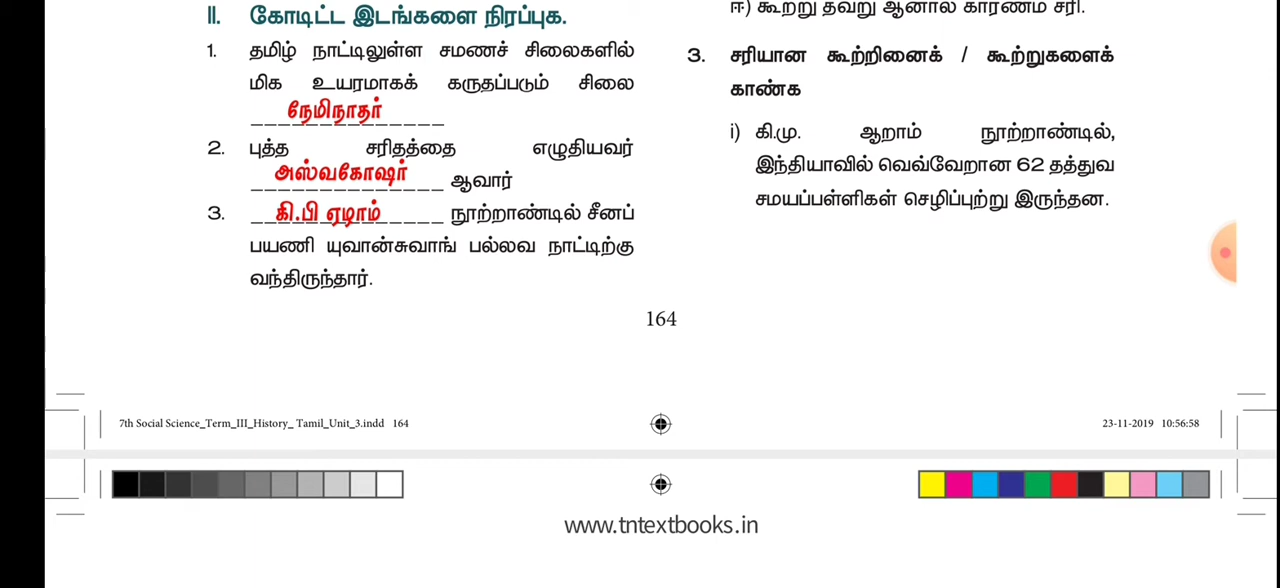 II. கோடிட்ட இடங்களை நிரப்புக.
1. தமிழ் நாட்டிலுள்ள சமணச் சிலைகளில்
மிக உயரமாகக் கருதப்படும் சிலை
நேமிநாதர்
2. புத்த சரிதத்தை எழுதியவர்
அஸ்வகோஷர் ஆவார்
3. கி.பி ஏழாம் நூற்றாண்டில் சீனப்
பயணி யுவான்சுவாங் பல்லவ நாட்டிற்கு
வந்திருந்தார்.
ஈ) கூற்று தவறு ஆனால் காரணம் சரி.
3. சரியான கூற்றினைக் / கூற்றுகளைக்
காண்க
i) கி.மு. ஆறாம் நூற்றாண்டில்,
இந்தியாவில் வெவ்வேறான 62 தத்துவ
சமயப்பள்ளிகள் செழிப்புற்று இருந்தன.
164
7th Social Science_Term_III_History_ Tamil_Unit_3.indd 164
23-11-2019 10:56:58
www.tntextbooks.in